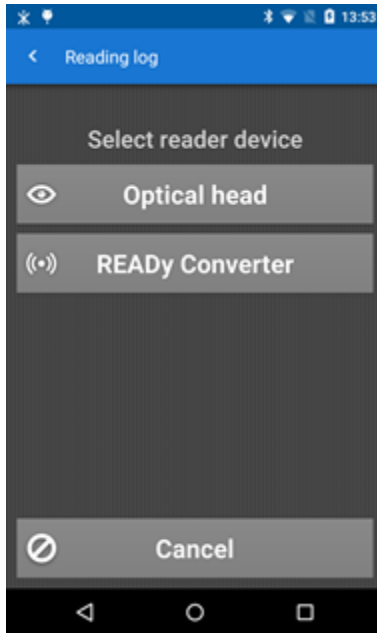 13:53
Reading log
Select reader device
Optical head
READy Converter
Cancel